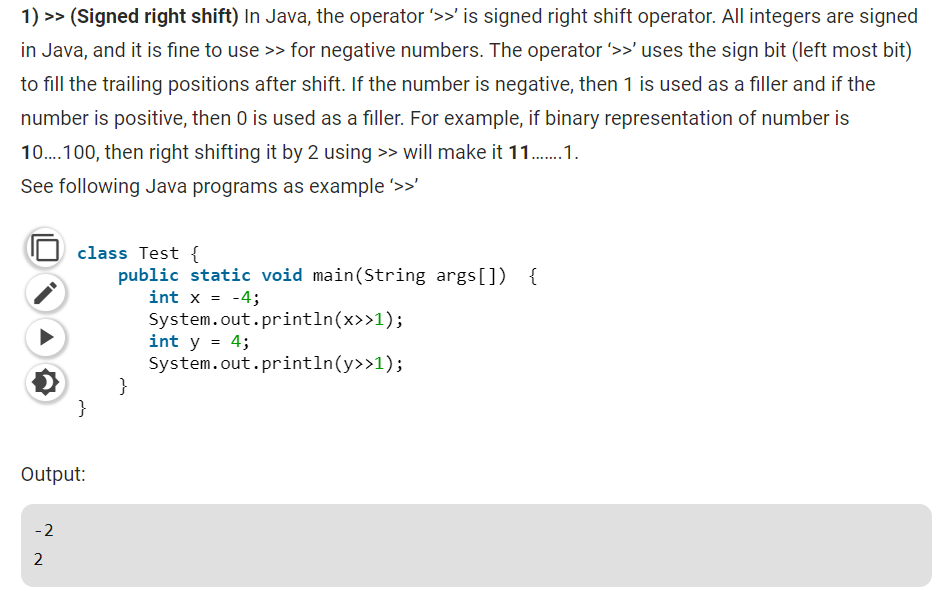 1) >> (Signed right shift) In Java, the operator ‘>>’ is signed right shift operator. All integers are signed
in Java, and it is fine to use >> for negative numbers. The operator ‘>>’ uses the sign bit (left most bit)
to fill the trailing positions after shift. If the number is negative, then 1 is used as a filler and if the
number is positive, then 0 is used as a filler. For example, if binary representation of number is
10….100, then right shifting it by 2 using >> will make it 11…….1.
See following Java programs as example ‘>>’
class Test {
    public static void main(String args[])  {
       int x = -4;
       System.out.println(x>>1);
       int y = 4;
       System.out.println(y>>1);
    }
}
Output:
-2
2